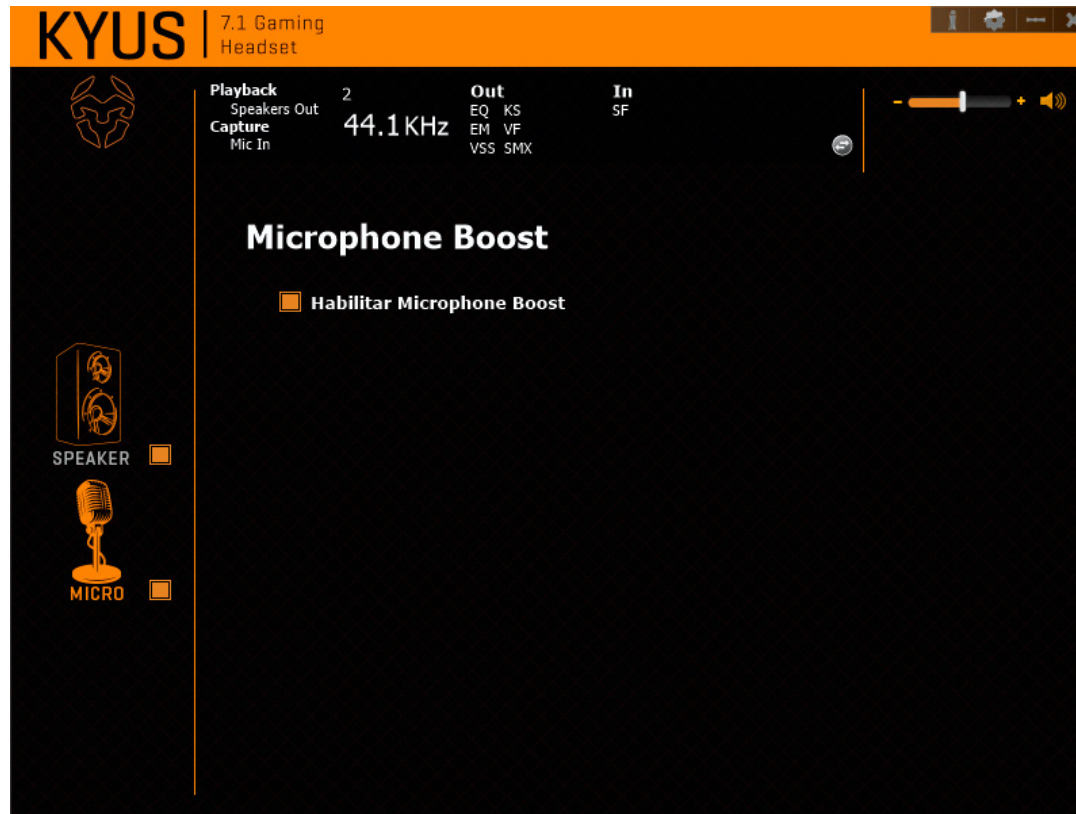 KYUS
7.1 Gaming
Headset
Playback
Speakers Out
Capture
Mic In
2
44.1KHz
Out
EQ KS
EM VF
VSS SMX
In
SF
- +
Microphone Boost
Habilitar Microphone Boost
SPEAKER
MICRO